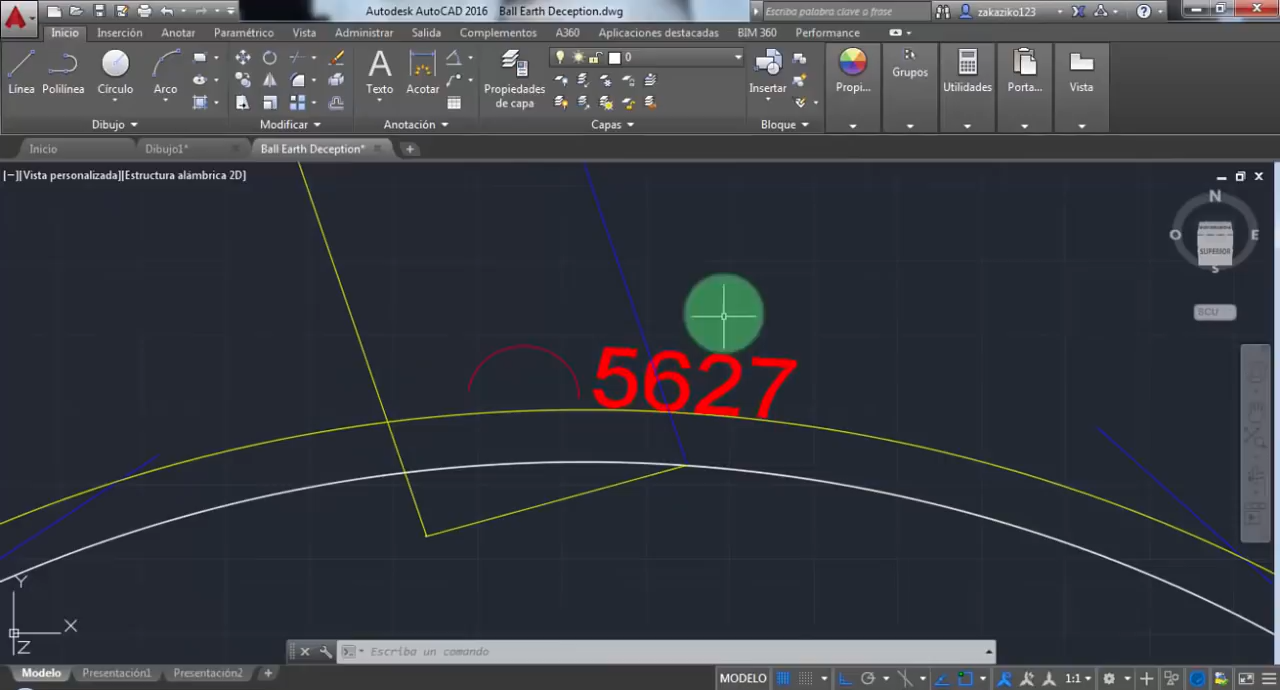 Autodesk AutoCAD 2016 Ball Earth Deception.dwg
Escriba palabra clave o frase
zakaziko123
Inicio Inserción Anotar Paramétrico Vista Administrar Salida Complementos A360 Aplicaciones destacadas BIM 360 Performance
0
Línea Polilínea Círculo Arco Texto Acotar Propiedades de capa Insertar Propi... Grupos Utilidades Porta... Vista
Dibujo Modificar Anotación Capas Bloque
Inicio Dibujo1* Ball Earth Deception*
[−][Vista personalizada][Estructura alámbrica 2D]
N
O E
SUPERIOR
S
BCU
5627
Y
X
Z
Escriba un comando
Modelo Presentación1 Presentación2 +
MODELO 1:1